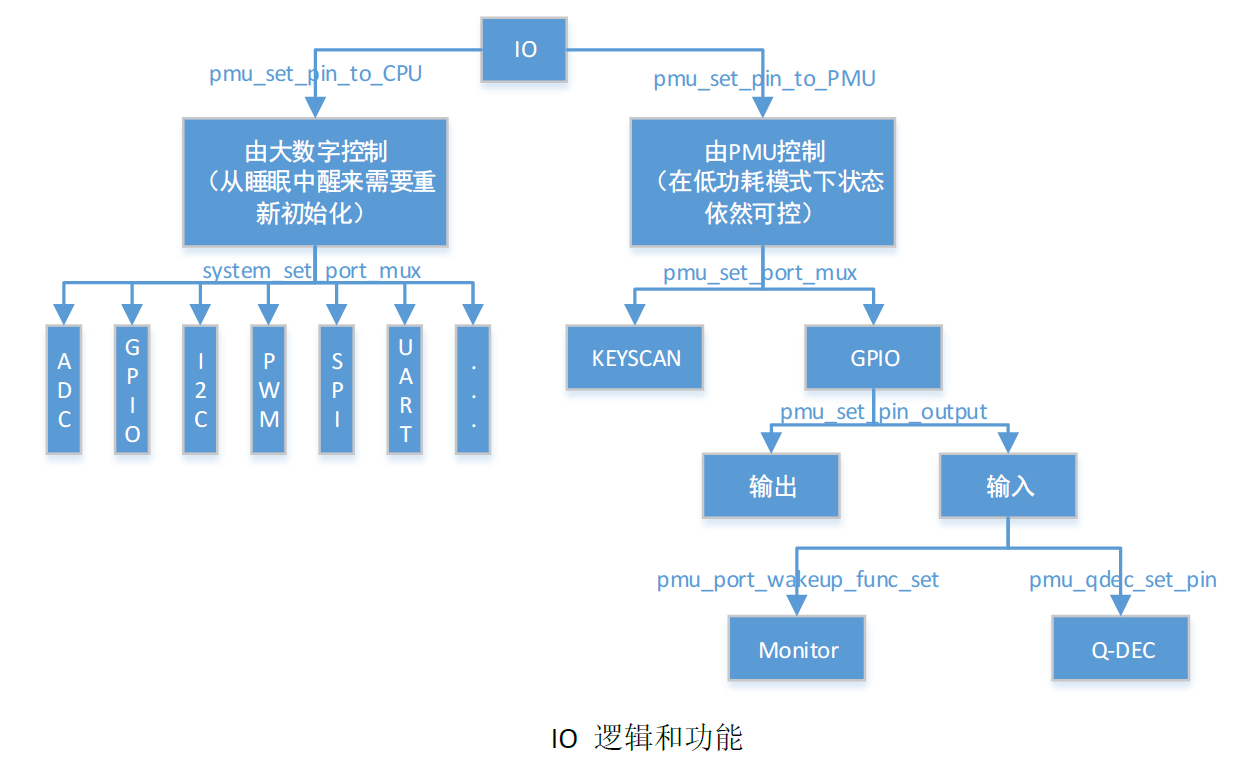 IO
pmu_set_pin_to_CPU
pmu_set_pin_to_PMU
由大数字控制
（从睡眠中醒来需要重
新初始化）
由PMU控制
（在低功耗模式下状态
依然可控）
system_set_port_mux
pmu_set_port_mux
ADC
GPIO
I2C
PWM
SPI
UART
...
KEYSCAN
GPIO
pmu_set_pin_output
输出
输入
pmu_port_wakeup_func_set
pmu_qdec_set_pin
Monitor
Q-DEC
IO 逻辑和功能